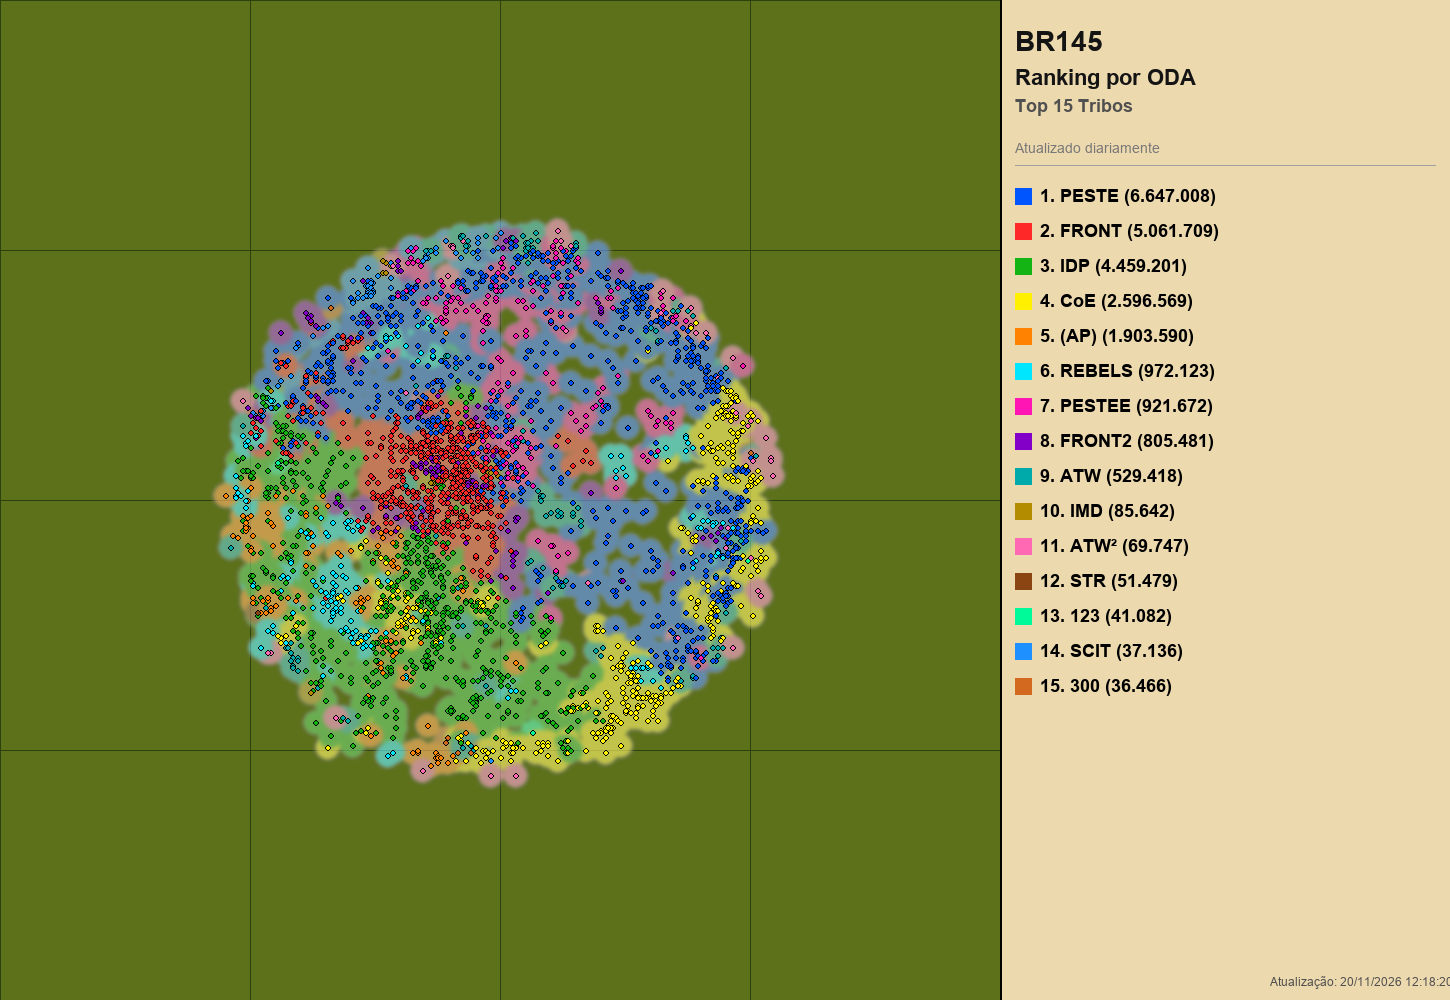 BR145
Ranking por ODA
Top 15 Tribos
Atualizado diariamente
1. PESTE (6.647.008)
2. FRONT (5.061.709)
3. IDP (4.459.201)
4. CoE (2.596.569)
5. (AP) (1.903.590)
6. REBELS (972.123)
7. PESTEE (921.672)
8. FRONT2 (805.481)
9. ATW (529.418)
10. IMD (85.642)
11. ATW² (69.747)
12. STR (51.479)
13. 123 (41.082)
14. SCIT (37.136)
15. 300 (36.466)
Atualização: 20/11/2026 12:18:20